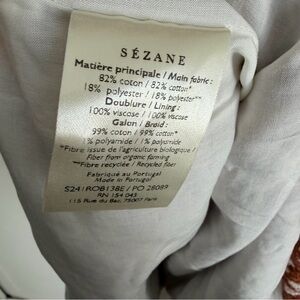 SÉZANE
Matière principale / Main fabric :
82% coton / 82% cotton*
18% polyester / 18% polyester**
Doublure / Lining :
100% viscose / 100% viscose
Galon / Braid :
99% coton / 99% cotton*
1% polyamide / 1% polyamide
*Fibre issue de l'agriculture biologique /
Fiber from organic farming
**Fibre recyclée / Recycled fiber
Fabriqué au Portugal
Made in Portugal
S241ROB138E / PO 28089
RN 154 045
115 Rue du Bac, 75007 Paris